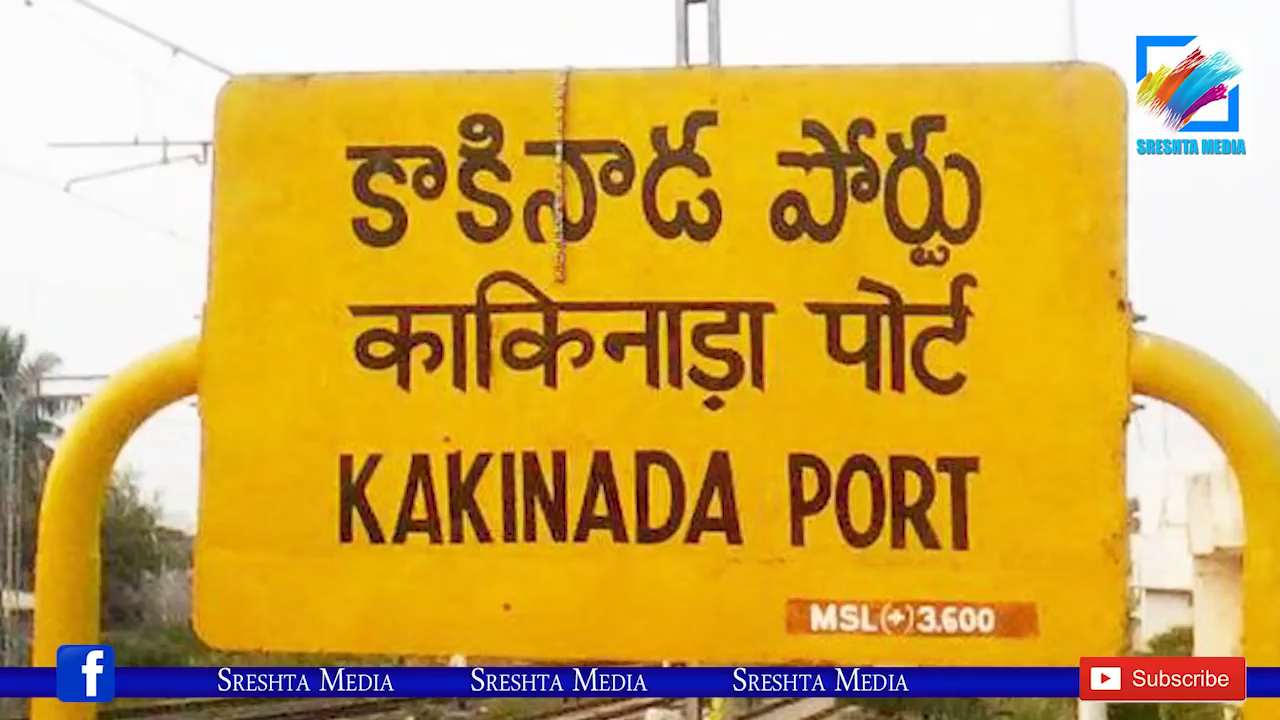 కాకినాడ పోర్టు
काकिनाड़ा पोर्ट
KAKINADA PORT
MSL(+)3.600
SRESHTA MEDIA
f SRESHTA MEDIA SRESHTA MEDIA SRESHTA MEDIA Subscribe